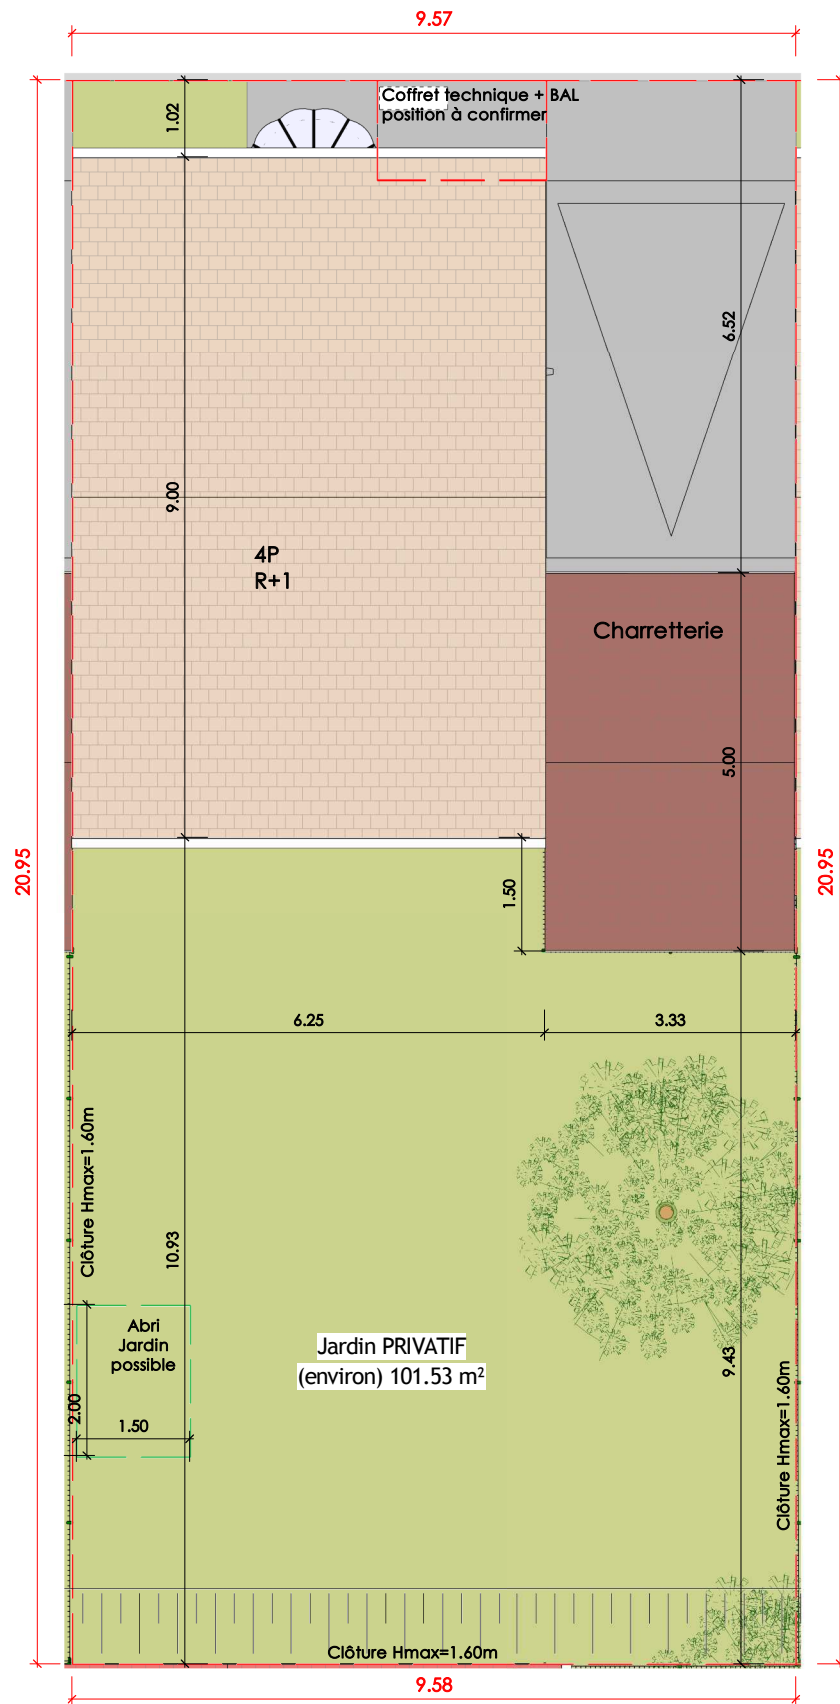 9.57
Coffret technique + BAL
position à confirmer
1.02
6.52
9.00
4P
R+1
Charretterie
5.00
20.95
20.95
1.50
6.25
3.33
Clôture Hmax=1.60m
10.93
Abri
Jardin
possible
Jardin PRIVATIF
(environ) 101.53 m²
9.43
2.00
1.50
Clôture Hmax=1.60m
Clôture Hmax=1.60m
9.58